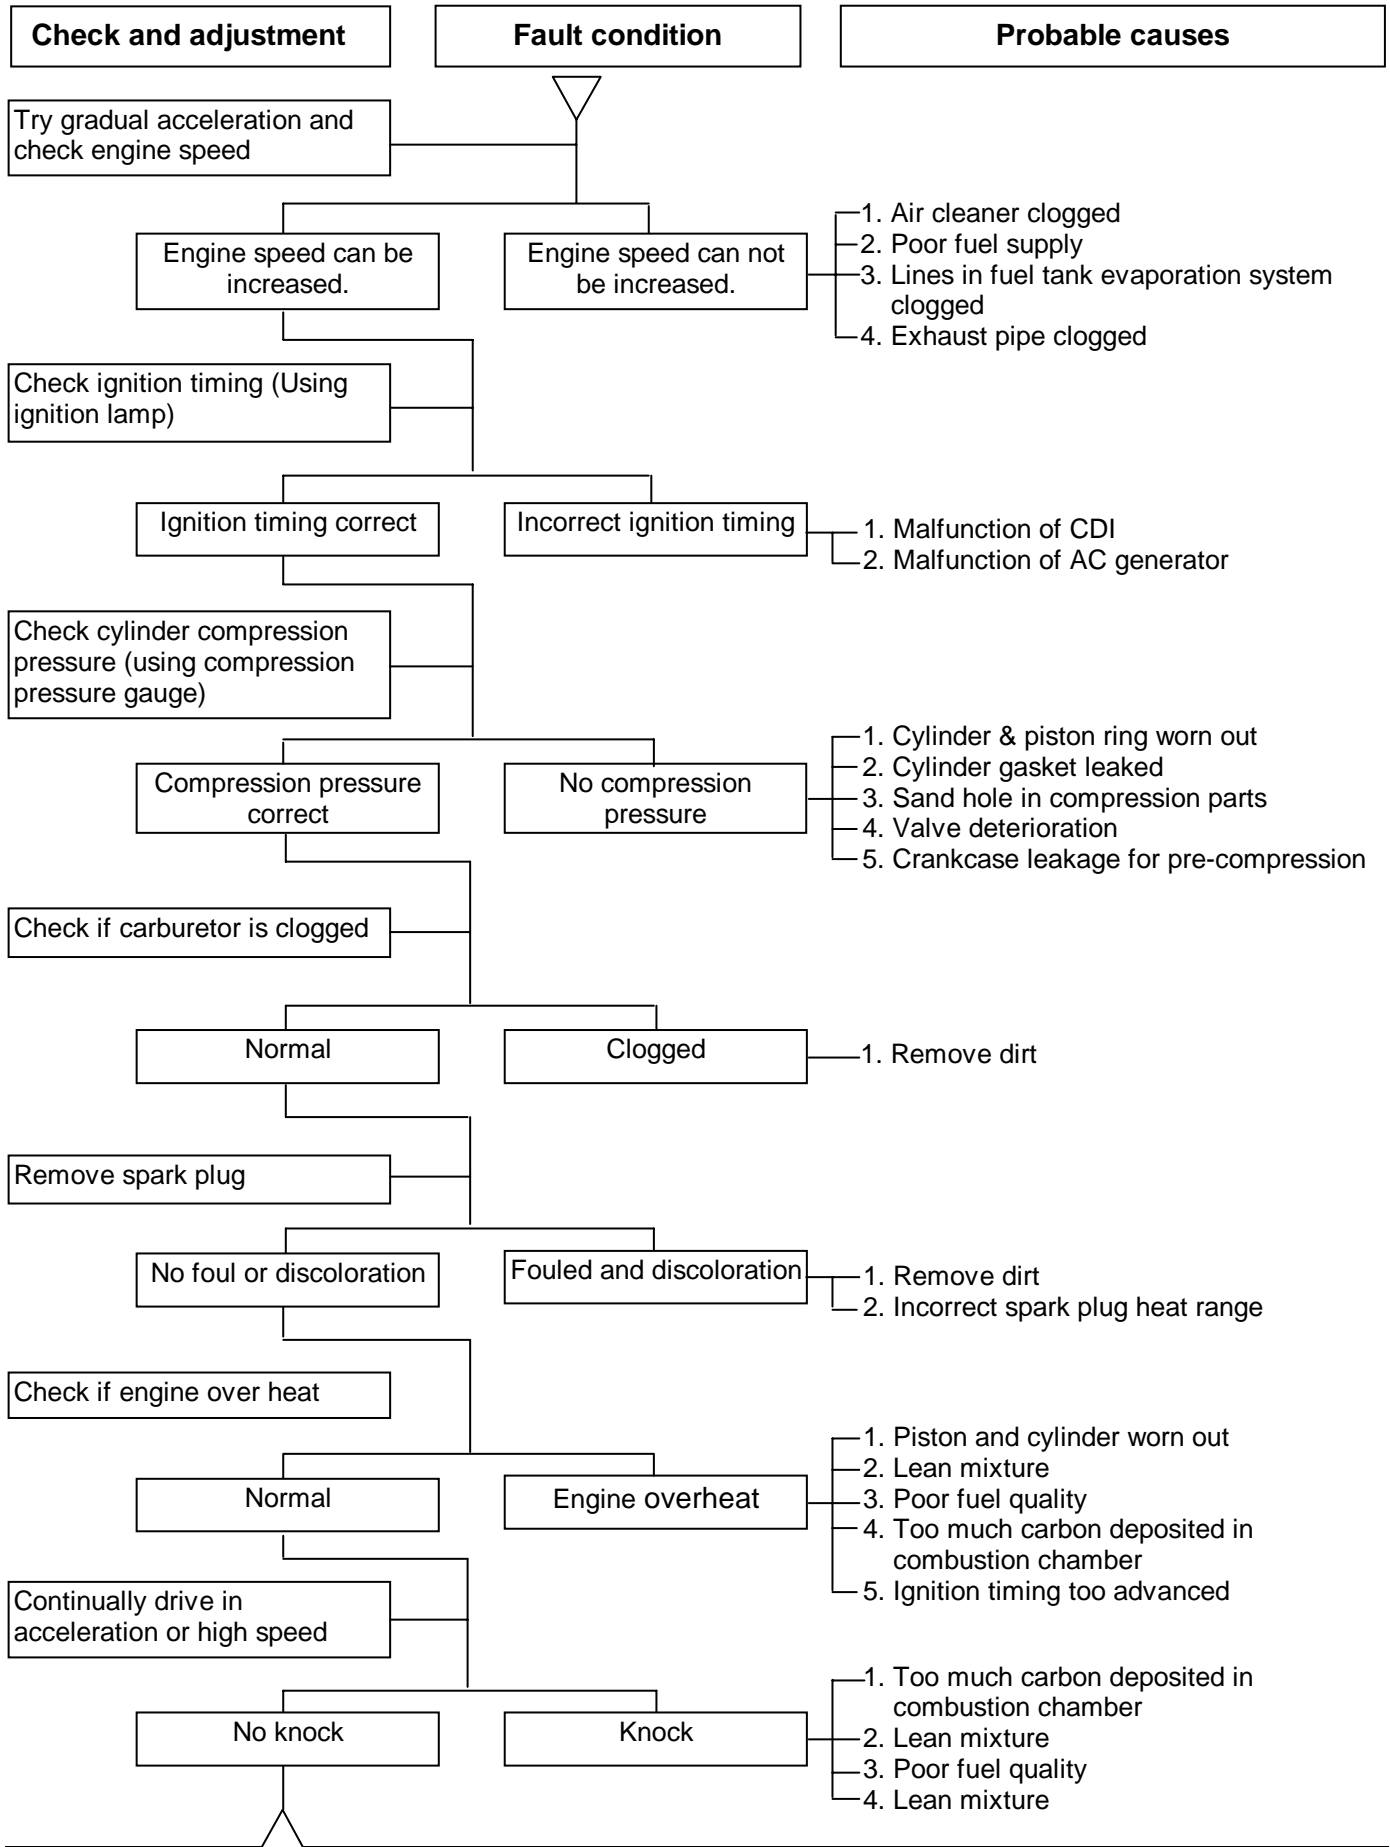 Check and adjustment
Fault condition
Probable causes
Try gradual acceleration and
check engine speed
Engine speed can be
increased.
Engine speed can not
be increased.
1. Air cleaner clogged
2. Poor fuel supply
3. Lines in fuel tank evaporation system
clogged
4. Exhaust pipe clogged
Check ignition timing (Using
ignition lamp)
Ignition timing correct
Incorrect ignition timing
1. Malfunction of CDI
2. Malfunction of AC generator
Check cylinder compression
pressure (using compression
pressure gauge)
Compression pressure
correct
No compression
pressure
1. Cylinder & piston ring worn out
2. Cylinder gasket leaked
3. Sand hole in compression parts
4. Valve deterioration
5. Crankcase leakage for pre-compression
Check if carburetor is clogged
Normal
Clogged
1. Remove dirt
Remove spark plug
No foul or discoloration
Fouled and discoloration
1. Remove dirt
2. Incorrect spark plug heat range
Check if engine over heat
Normal
Engine overheat
1. Piston and cylinder worn out
2. Lean mixture
3. Poor fuel quality
4. Too much carbon deposited in
combustion chamber
5. Ignition timing too advanced
Continually drive in
acceleration or high speed
No knock
Knock
1. Too much carbon deposited in
combustion chamber
2. Lean mixture
3. Poor fuel quality
4. Lean mixture